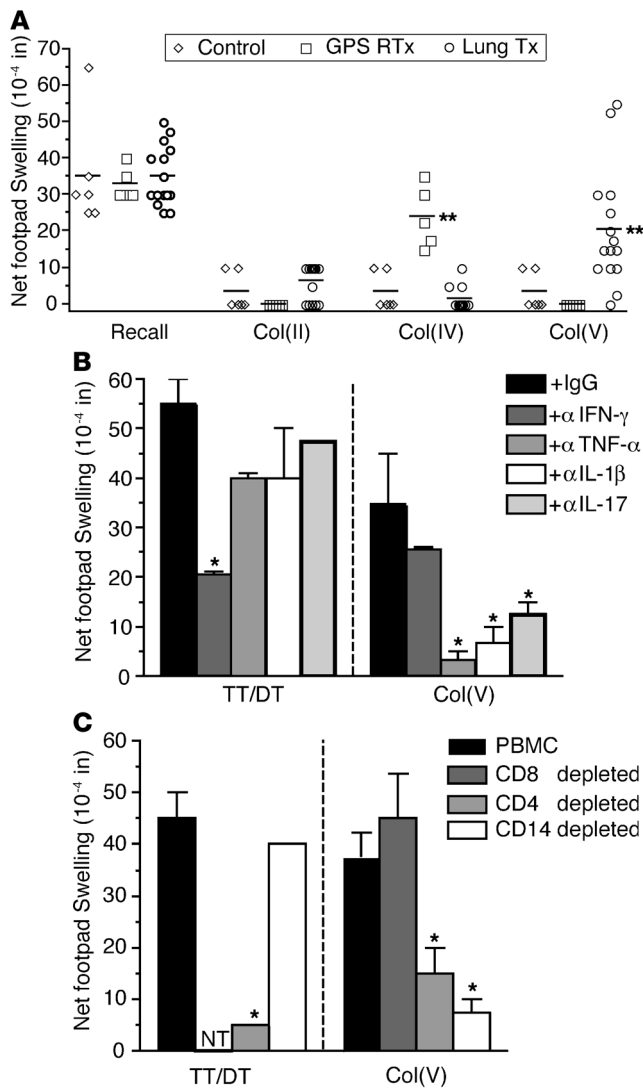 A
Net footpad Swelling (10⁻⁴ in)
70
60
50
40
30
20
10
0
◇ Control □ GPS RTx ○ Lung Tx
**
**
Recall Col(II) Col(IV) Col(V)
B
Net footpad Swelling (10⁻⁴ in)
60
50
40
30
20
10
0
+IgG
+α IFN-γ
+α TNF-α
+αIL-1β
+αIL-17
*
*
*
*
TT/DT Col(V)
C
Net footpad Swelling (10⁻⁴ in)
60
50
40
30
20
10
0
PBMC
CD8 depleted
CD4 depleted
CD14 depleted
NT
*
*
*
TT/DT Col(V)